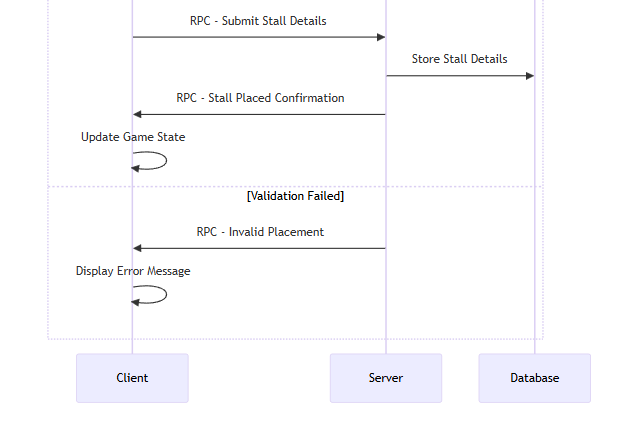 RPC - Submit Stall Details
Store Stall Details
RPC - Stall Placed Confirmation
Update Game State
[Validation Failed]
RPC - Invalid Placement
Display Error Message
Client
Server
Database